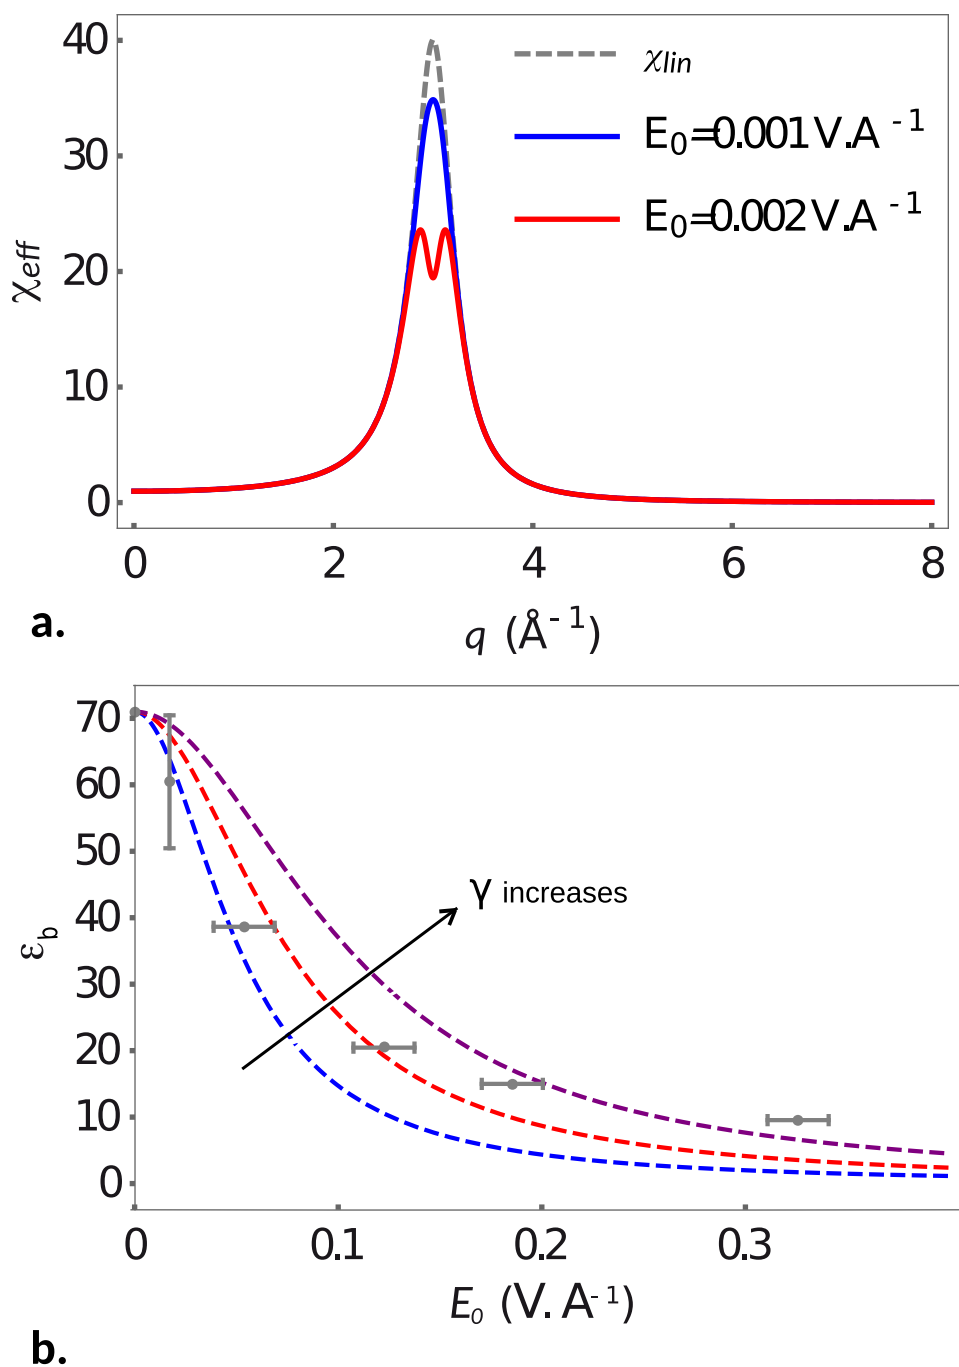 40
30
20
10
0
χeff
χlin
E₀=0.001 V.A⁻¹
E₀=0.002 V.A⁻¹
0 2 4 6 8
q (Å⁻¹)
a.
70
60
50
40
30
20
10
0
εb
γ increases
0 0.1 0.2 0.3
E₀ (V.A⁻¹)
b.